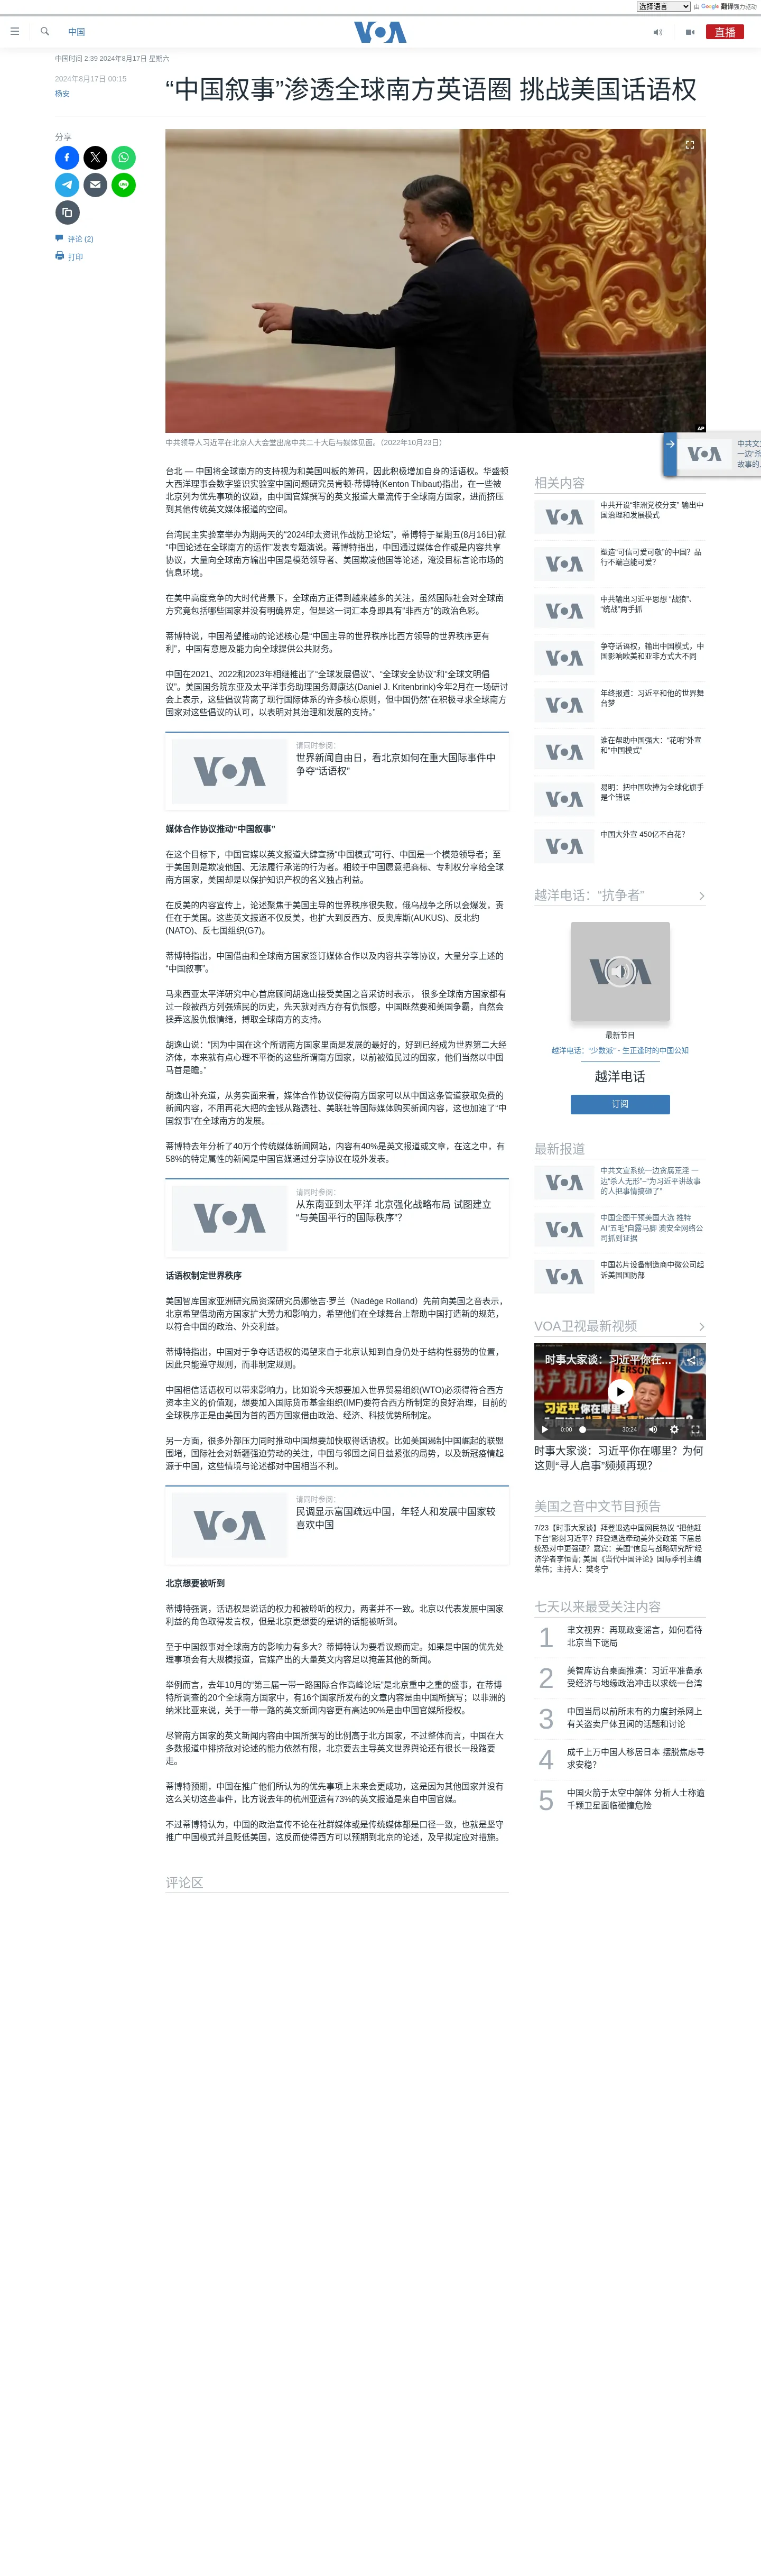 选择语言 由 Google 翻译强力驱动
中国
VOA
直播
中国时间 2:39 2024年8月17日 星期六
2024年8月17日 00:15
杨安
“中国叙事”渗透全球南方英语圈 挑战美国话语权
分享
评论 (2)
打印
AP
中共领导人习近平在北京人大会堂出席中共二十大后与媒体见面。（2022年10月23日）
台北 — 中国将全球南方的支持视为和美国叫板的筹码，因此积极增加自身的话语权。华盛顿
大西洋理事会数字鉴识实验室中国问题研究员肯顿·蒂博特(Kenton Thibaut)指出，在一些被
北京列为优先事项的议题，由中国官媒撰写的英文报道大量流传于全球南方国家，进而挤压
到其他传统英文媒体报道的空间。
台湾民主实验室举办为期两天的“2024印太资讯作战防卫论坛”，蒂博特于星期五(8月16日)就
“中国论述在全球南方的运作”发表专题演说。蒂博特指出，中国通过媒体合作或是内容共享
协议，大量向全球南方输出中国是模范领导者、美国欺凌他国等论述，淹没目标言论市场的
信息环境。
在美中高度竞争的大时代背景下，全球南方正得到越来越多的关注，虽然国际社会对全球南
方究竟包括哪些国家并没有明确界定，但是这一词汇本身即具有“非西方”的政治色彩。
蒂博特说，中国希望推动的论述核心是“中国主导的世界秩序比西方领导的世界秩序更有
利”，中国有意愿及能力向全球提供公共财务。
中国在2021、2022和2023年相继推出了“全球发展倡议”、“全球安全协议”和“全球文明倡
议”。美国国务院东亚及太平洋事务助理国务卿康达(Daniel J. Kritenbrink)今年2月在一场研讨
会上表示，这些倡议背离了现行国际体系的许多核心原则，但中国仍然“在积极寻求全球南方
国家对这些倡议的认可，以表明对其治理和发展的支持。”
VOA
请同时参阅:
世界新闻自由日，看北京如何在重大国际事件中
争夺“话语权”
媒体合作协议推动“中国叙事”
在这个目标下，中国官媒以英文报道大肆宣扬“中国模式”可行、中国是一个模范领导者；至
于美国则是欺凌他国、无法履行承诺的行为者。相较于中国愿意把商标、专利权分享给全球
南方国家，美国却是以保护知识产权的名义独占利益。
在反美的内容宣传上，论述聚焦于美国主导的世界秩序很失败，俄乌战争之所以会爆发，责
任在于美国。这些英文报道不仅反美，也扩大到反西方、反奥库斯(AUKUS)、反北约
(NATO)、反七国组织(G7)。
蒂博特指出，中国借由和全球南方国家签订媒体合作以及内容共享等协议，大量分享上述的
“中国叙事”。
马来西亚太平洋研究中心首席顾问胡逸山接受美国之音采访时表示， 很多全球南方国家都有
过一段被西方列强殖民的历史，先天就对西方存有仇恨感，中国既然要和美国争霸，自然会
操弄这股仇恨情绪，搏取全球南方的支持。
胡逸山说：“因为中国在这个所谓南方国家里面是发展的最好的，好到已经成为世界第二大经
济体，本来就有点心理不平衡的这些所谓南方国家，以前被殖民过的国家，他们当然以中国
马首是瞻。”
胡逸山补充道，从务实面来看，媒体合作协议使得南方国家可以从中国这条管道获取免费的
新闻内容，不用再花大把的金钱从路透社、美联社等国际媒体购买新闻内容，这也加速了“中
国叙事”在全球南方的发展。
蒂博特去年分析了40万个传统媒体新闻网站，内容有40%是英文报道或文章，在这之中，有
58%的特定属性的新闻是中国官媒通过分享协议在境外发表。
VOA
请同时参阅:
从东南亚到太平洋 北京强化战略布局 试图建立
“与美国平行的国际秩序”？
话语权制定世界秩序
美国智库国家亚洲研究局资深研究员娜德吉·罗兰（Nadège Rolland）先前向美国之音表示，
北京希望借助南方国家扩大势力和影响力，希望他们在全球舞台上帮助中国打造新的规范，
以符合中国的政治、外交利益。
蒂博特指出，中国对于争夺话语权的渴望来自于北京认知到自身仍处于结构性弱势的位置，
因此只能遵守规则，而非制定规则。
中国相信话语权可以带来影响力，比如说今天想要加入世界贸易组织(WTO)必须得符合西方
资本主义的价值观，想要加入国际货币基金组织(IMF)要符合西方所制定的良好治理，目前的
全球秩序正是由美国为首的西方国家借由政治、经济、科技优势所制定。
另一方面，很多外部压力同时推动中国想要加快取得话语权。比如美国遏制中国崛起的联盟
围堵，国际社会对新疆强迫劳动的关注，中国与邻国之间日益紧张的局势，以及新冠疫情起
源于中国，这些情境与论述都对中国相当不利。
VOA
请同时参阅:
民调显示富国疏远中国，年轻人和发展中国家较
喜欢中国
北京想要被听到
蒂博特强调，话语权是说话的权力和被聆听的权力，两者并不一致。北京以代表发展中国家
利益的角色取得发言权，但是北京更想要的是讲的话能被听到。
至于中国叙事对全球南方的影响力有多大？蒂博特认为要看议题而定。如果是中国的优先处
理事项会有大规模报道，官媒产出的大量英文内容足以掩盖其他的新闻。
举例而言，去年10月的”第三届一带一路国际合作高峰论坛”是北京重中之重的盛事，在蒂博
特所调查的20个全球南方国家中，有16个国家所发布的文章内容是由中国所撰写；以非洲的
纳米比亚来说，关于一带一路的英文新闻内容更有高达90%是由中国官媒所授权。
尽管南方国家的英文新闻内容由中国所撰写的比例高于北方国家，不过整体而言，中国在大
多数报道中排挤敌对论述的能力依然有限，北京要去主导英文世界舆论还有很长一段路要
走。
蒂博特预期，中国在推广他们所认为的优先事项上未来会更成功，这是因为其他国家并没有
这么关切这些事件，比方说去年的杭州亚运有73%的英文报道是来自中国官媒。
不过蒂博特认为，中国的政治宣传不论在社群媒体或是传统媒体都是口径一致，也就是坚守
推广中国模式并且贬低美国，这反而使得西方可以预期到北京的论述，及早拟定应对措施。
评论区
VOA
中共文宣
一边“杀
故事的人
相关内容
VOA
中共开设“非洲党校分支” 输出中
国治理和发展模式
VOA
塑造“可信可爱可敬”的中国？ 品
行不端岂能可爱？
VOA
中共输出习近平思想 “战狼”、
“统战”两手抓
VOA
争夺话语权，输出中国模式，中
国影响欧美和亚非方式大不同
VOA
年终报道：习近平和他的世界舞
台梦
VOA
谁在帮助中国强大：“花哨”外宣
和“中国模式”
VOA
易明：把中国吹捧为全球化旗手
是个错误
VOA
中国大外宣 450亿不白花？
越洋电话：“抗争者”
VOA
最新节目
越洋电话：“少数派” - 生正逢时的中国公知
越洋电话
订阅
最新报道
VOA
中共文宣系统一边贪腐荒淫 一
边“杀人无形”–“为习近平讲故事
的人把事情搞砸了”
VOA
中国企图干预美国大选 推特
AI“五毛”自露马脚 澳安全网络公
司抓到证据
VOA
中国芯片设备制造商中微公司起
诉美国国防部
VOA卫视最新视频
时事大家谈：习近平你在…
时事
大家谈
PERSON
共产党万岁
习近平你在哪里？
0:00
30:24
时事大家谈：习近平你在哪里？为何
这则“寻人启事”频频再现？
美国之音中文节目预告
7/23【时事大家谈】拜登退选中国网民热议 “把他赶
下台”影射习近平？ 拜登退选牵动美外交政策 下届总
统恐对中更强硬？嘉宾：美国“信息与战略研究所”经
济学者李恒青; 美国《当代中国评论》国际季刊主编
荣伟；主持人：樊冬宁
七天以来最受关注内容
1
聿文视界：再现政变谣言，如何看待
北京当下谜局
2
美智库访台桌面推演：习近平准备承
受经济与地缘政治冲击以求统一台湾
3
中国当局以前所未有的力度封杀网上
有关盗卖尸体丑闻的话题和讨论
4
成千上万中国人移居日本 摆脱焦虑寻
求安稳？
5
中国火箭于太空中解体 分析人士称逾
千颗卫星面临碰撞危险